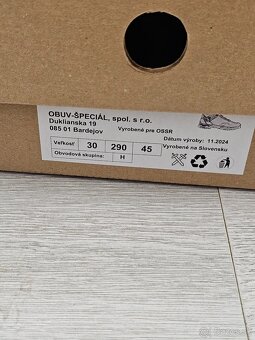 OBUV-ŠPECIÁL, spol. s r.o.
Duklianska 19
085 01 Bardejov
Vyrobené pre OSSR
Dátum výroby: 11.2024
Vyrobené na Slovensku
Veľkosť 30 290 45
Obvodová skupina: H